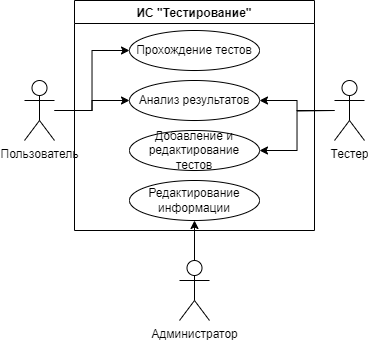 ИС "Тестирование"
Прохождение тестов
Анализ результатов
Добавление и
редактирование
тестов
Редактирование
информации
Пользователь
Тестер
Администратор